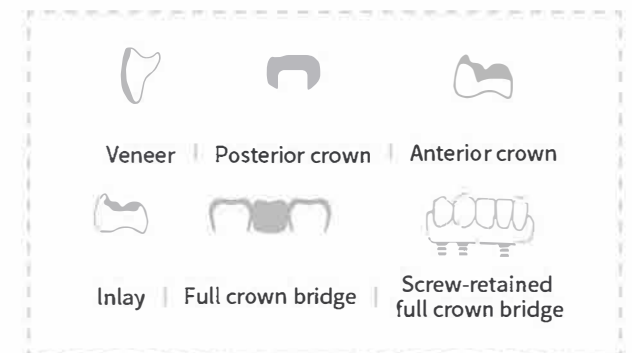 Veneer | Posterior crown | Anterior crown
Inlay | Full crown bridge | Screw-retained
full crown bridge